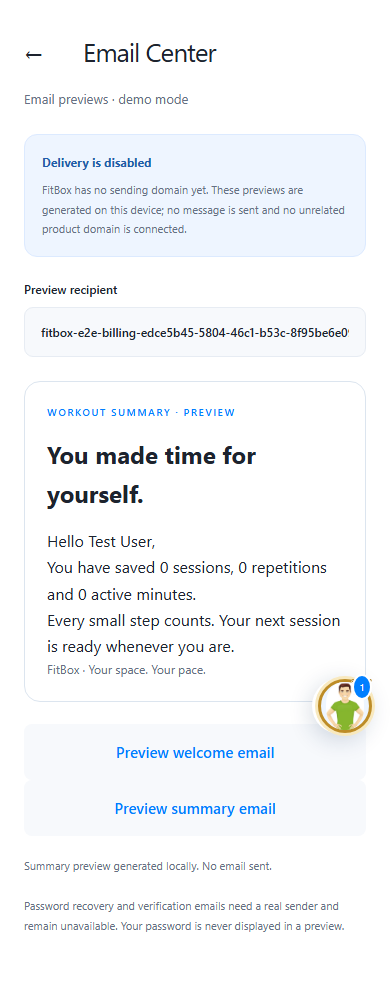 ← Email Center
Email previews · demo mode
Delivery is disabled
FitBox has no sending domain yet. These previews are
generated on this device; no message is sent and no unrelated
product domain is connected.
Preview recipient
fitbox-e2e-billing-edce5b45-5804-46c1-b53c-8f95be6e0
WORKOUT SUMMARY · PREVIEW
You made time for
yourself.
Hello Test User,
You have saved 0 sessions, 0 repetitions
and 0 active minutes.
Every small step counts. Your next session
is ready whenever you are.
FitBox · Your space. Your pace.
1
Preview welcome email
Preview summary email
Summary preview generated locally. No email sent.
Password recovery and verification emails need a real sender and
remain unavailable. Your password is never displayed in a preview.